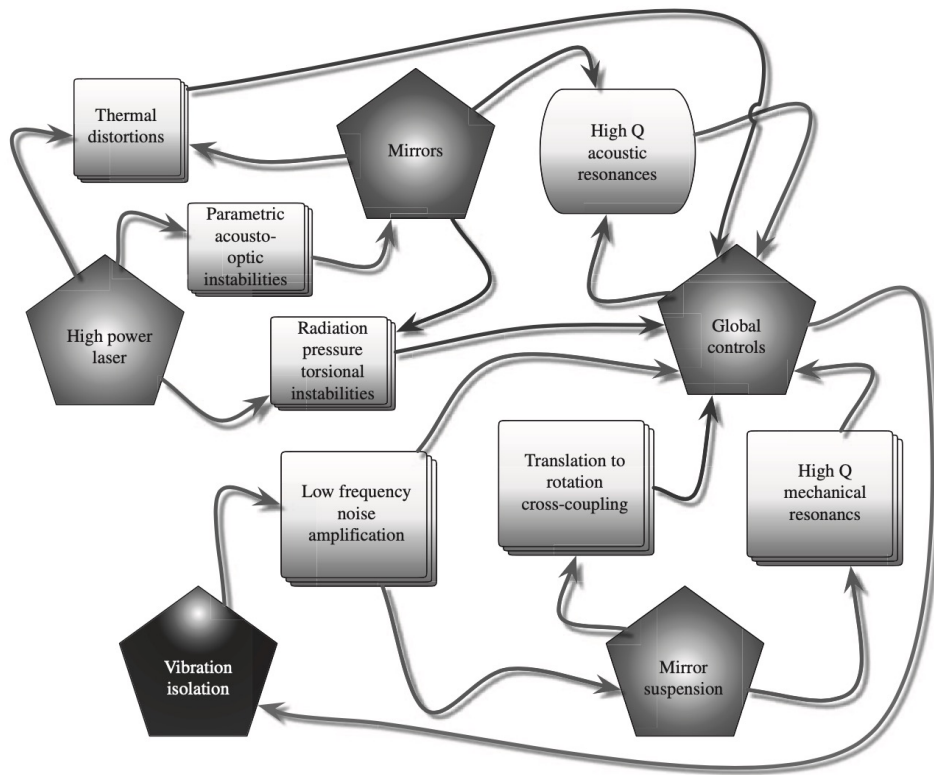 Thermal
distortions
Mirrors
High Q
acoustic
resonances
Parametric
acousto-
optic
instabilities
High power
laser
Radiation
pressure
torsional
instabilities
Global
controls
Low frequency
noise
amplification
Translation to
rotation
cross-coupling
High Q
mechanical
resonancs
Vibration
isolation
Mirror
suspension